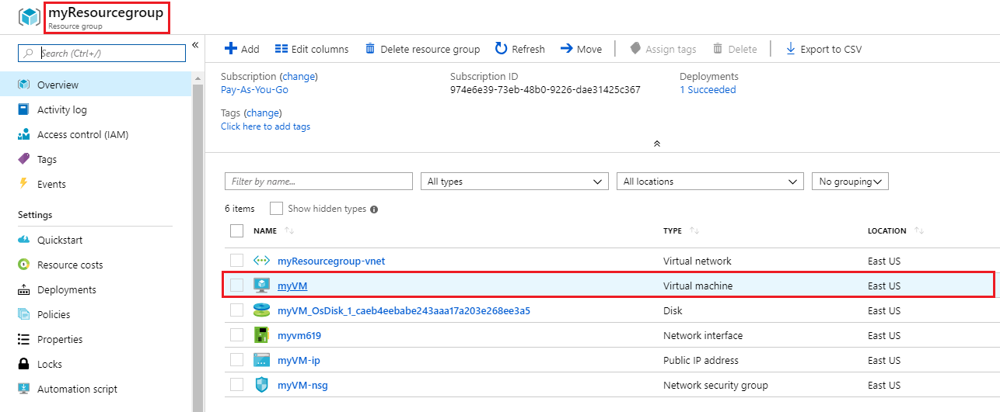 myResourcegroup
Resource group
Search (Ctrl+/)
Overview
Activity log
Access control (IAM)
Tags
Events
Settings
Quickstart
Resource costs
Deployments
Policies
Properties
Locks
Automation script
Add Edit columns Delete resource group Refresh Move Assign tags Delete Export to CSV
Subscription (change) Subscription ID Deployments
Pay-As-You-Go 974e6e39-73eb-48b0-9226-dae31425c367 1 Succeeded
Tags (change)
Click here to add tags
Filter by name... All types All locations No grouping
6 items Show hidden types
NAME TYPE LOCATION
myResourcegroup-vnet Virtual network East US
myVM Virtual machine East US
myVM_OsDisk_1_caeb4eebabe243aaa17a203e268ee3a5 Disk East US
myvm619 Network interface East US
myVM-ip Public IP address East US
myVM-nsg Network security group East US